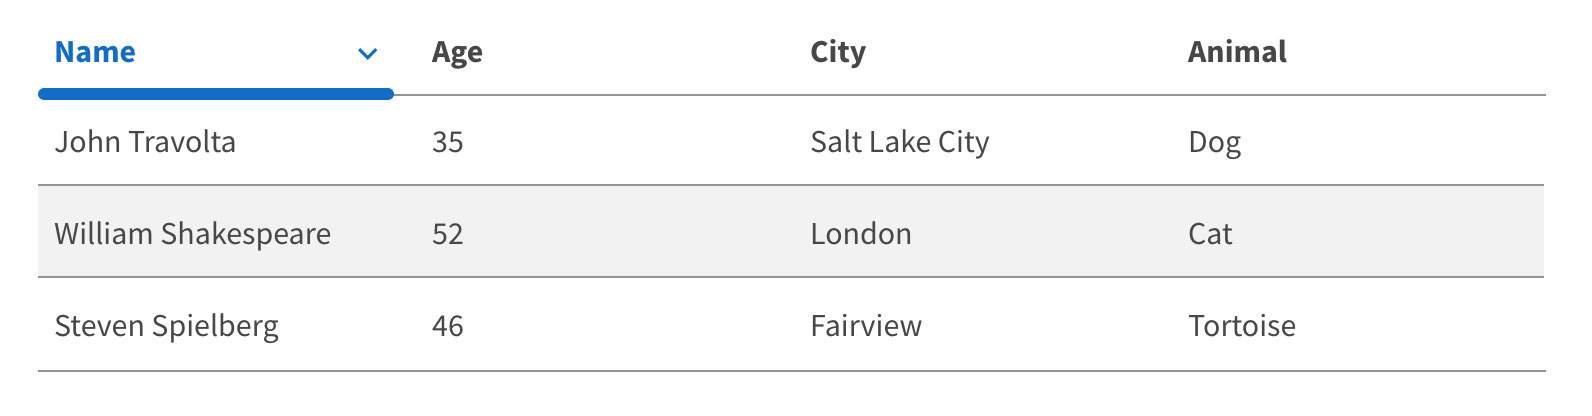 Name Age City Animal
John Travolta 35 Salt Lake City Dog
William Shakespeare 52 London Cat
Steven Spielberg 46 Fairview Tortoise